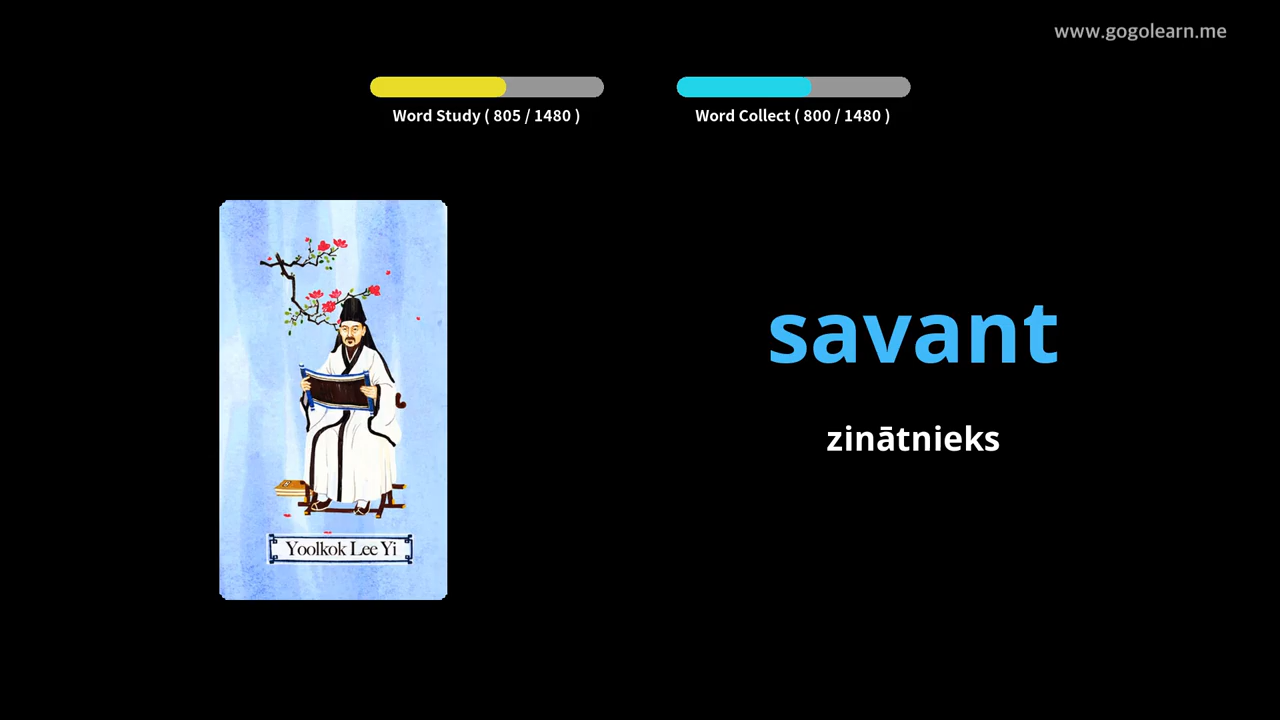 www.gogolearn.me
Word Study ( 805 / 1480 )
Word Collect ( 800 / 1480 )
savant
zinātnieks
Yoolkok Lee Yi